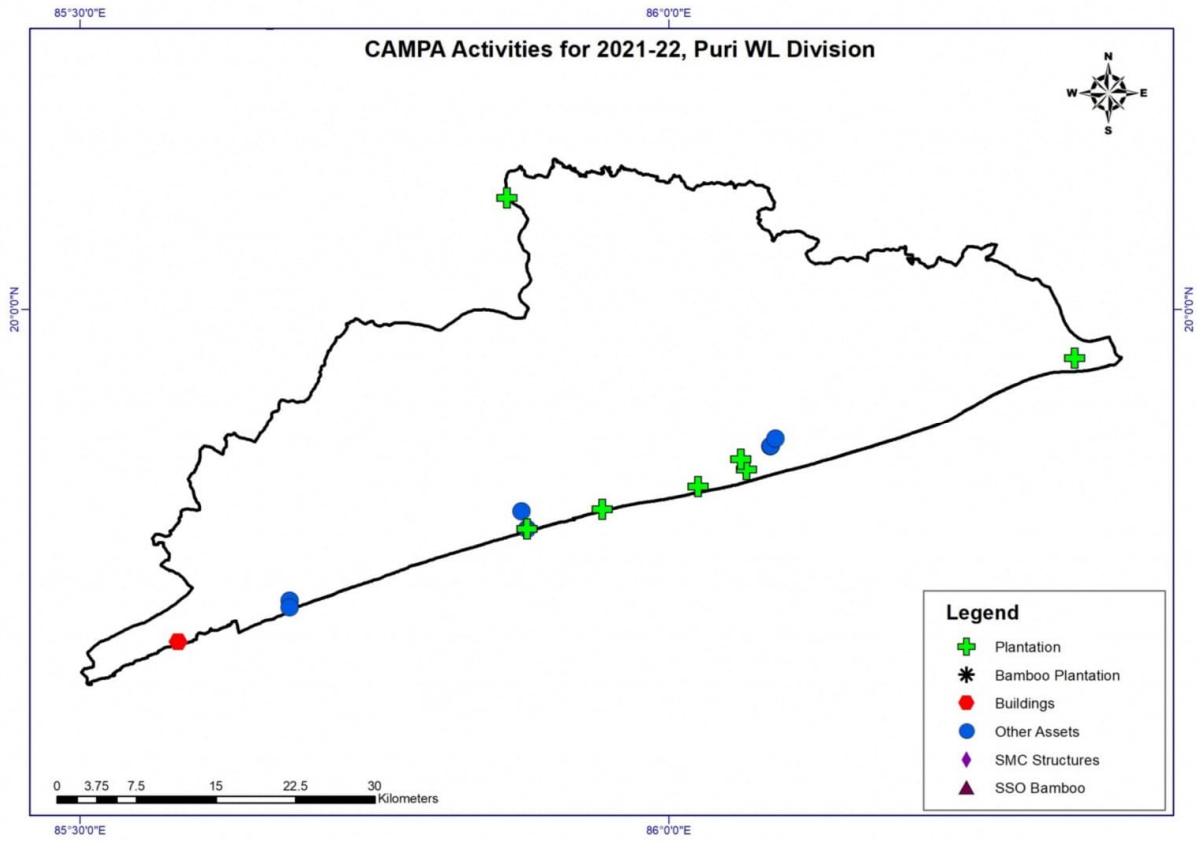 85°30'0"E 86°0'0"E
CAMPA Activities for 2021-22, Puri WL Division
N
W E
S
20°0'0"N 20°0'0"N
Legend
Plantation
Bamboo Plantation
Buildings
Other Assets
SMC Structures
SSO Bamboo
0 3.75 7.5 15 22.5 30
Kilometers
85°30'0"E 86°0'0"E